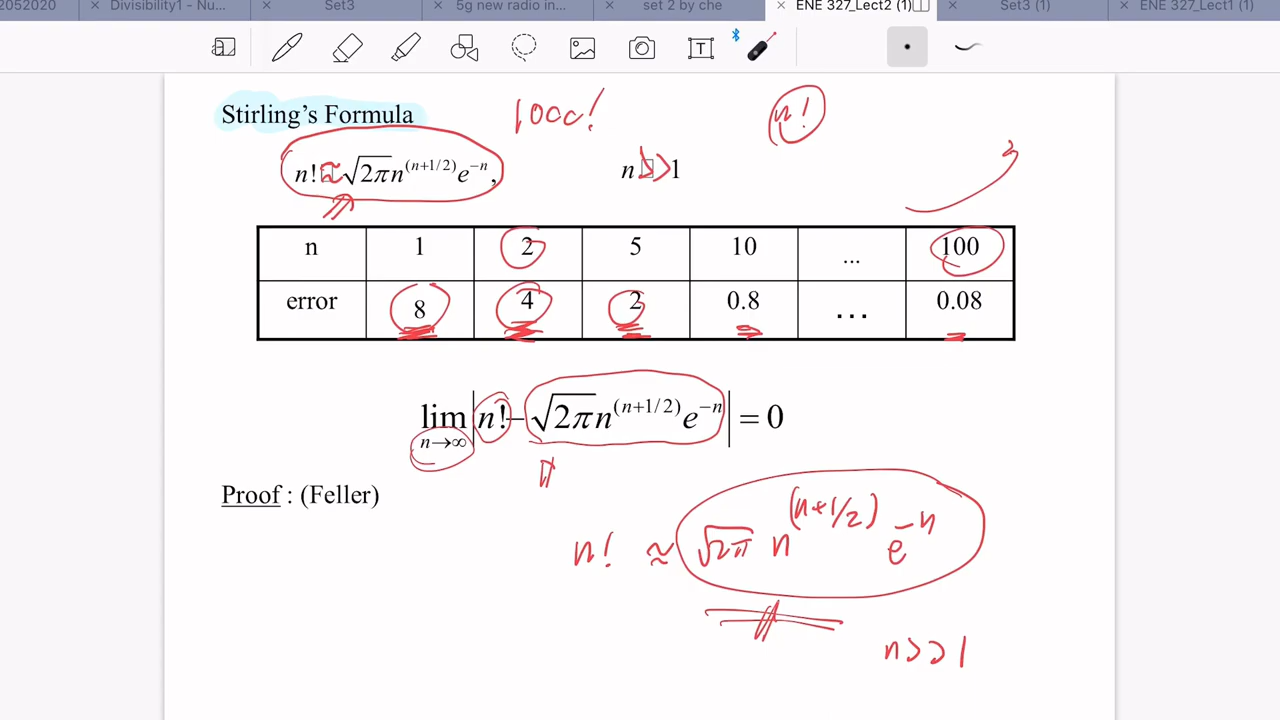 2052020 × Divisibility1 - Nu... × Set3 × 5g new radio in... × set 2 by che × ENE 327_Lect2 (1) × Set3 (1) × ENE 327_Lect1 (1)
T
Stirling's Formula 1000! n!
n! ≈ √2π n^(n+1/2) e^−n, n >> 1
n 1 2 5 10 ... 100
error 8 4 2 0.8 ... 0.08
lim n→∞ |n! − √2π n^(n+1/2) e^−n| = 0
Proof : (Feller)
n! ≈ √2π n^(n+1/2) e^−n
n >> 1